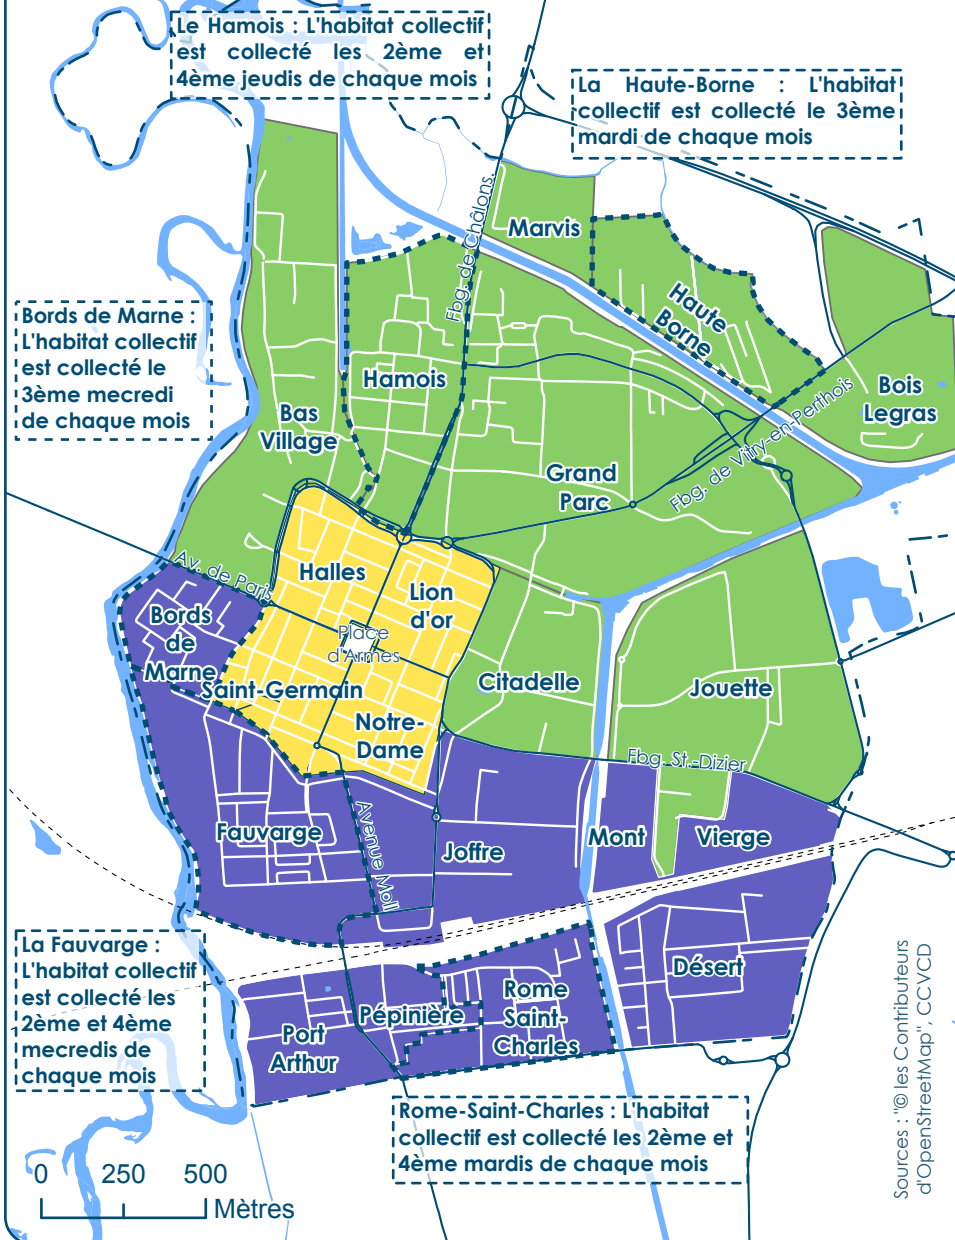 Le Hamois : L'habitat collectif
est collecté les 2ème et
4ème jeudis de chaque mois
La Haute-Borne : L'habitat
collectif est collecté le 3ème
mardi de chaque mois
Marvis
Fbg. de Châlons
Haute
Borne
Bords de Marne :
L'habitat collectif
est collecté le
3ème mecredi
de chaque mois
Hamois
Bois
Legras
Bas
Village
Fbg. de Vitry-en-Perthois
Grand
Parc
Av. de Paris
Halles
Lion
d'or
Bords
de
Marne
Place
d'Armes
Saint-Germain
Citadelle
Jouette
Notre-
Dame
Fbg. St.-Dizier
Avenue Moll
Fauvarge
Joffre
Mont
Vierge
La Fauvarge :
L'habitat collectif
est collecté les
2ème et 4ème
mecredis de
chaque mois
Désert
Rome
Saint-
Charles
Pépinière
Port
Arthur
Rome-Saint-Charles : L'habitat
collectif est collecté les 2ème et
4ème mardis de chaque mois
Sources : "© les Contributeurs
d'OpenStreetMap", CCVCD
0 250 500
Mètres